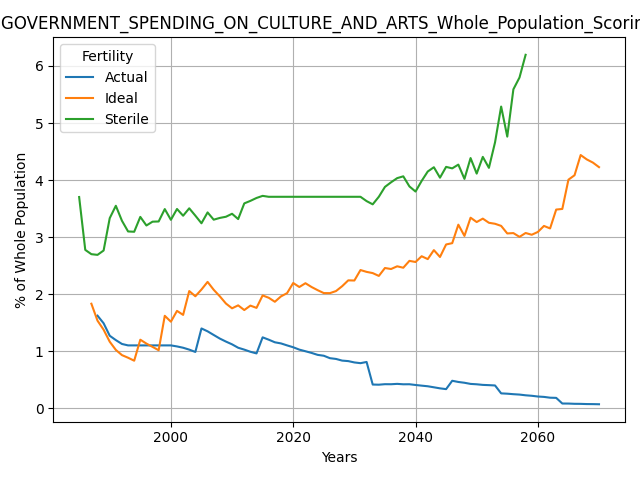 GOVERNMENT_SPENDING_ON_CULTURE_AND_ARTS_Whole_Population_Scorin
Fertility
Actual
Ideal
Sterile
6
5
4
3
2
1
0
% of Whole Population
2000 2020 2040 2060
Years